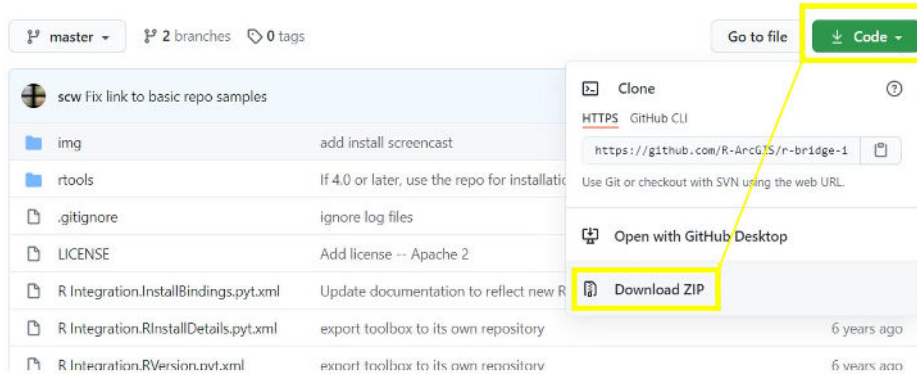 master
2 branches
0 tags
Go to file
Code
scw Fix link to basic repo samples
img
add install screencast
rtools
If 4.0 or later, use the repo for installatic
.gitignore
ignore log files
LICENSE
Add license -- Apache 2
R Integration.InstallBindings.pyt.xml
Update documentation to reflect new R
R Integration.RInstallDetails.pyt.xml
export toolbox to its own repository
6 years ago
R Integration.RVersion.pyt.xml
export toolbox to its own repository
6 years ago
Clone
HTTPS GitHub CLI
https://github.com/R-ArcGIS/r-bridge-i
Use Git or checkout with SVN using the web URL.
Open with GitHub Desktop
Download ZIP